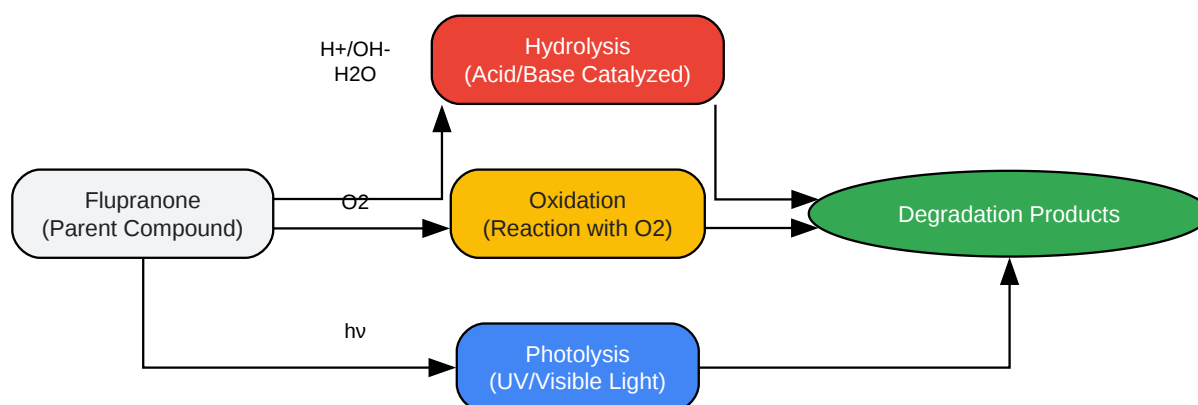 H+/OH-
H2O
Hydrolysis
(Acid/Base Catalyzed)
Flupranone
(Parent Compound)
O2
Oxidation
(Reaction with O2)
Degradation Products
hν
Photolysis
(UV/Visible Light)